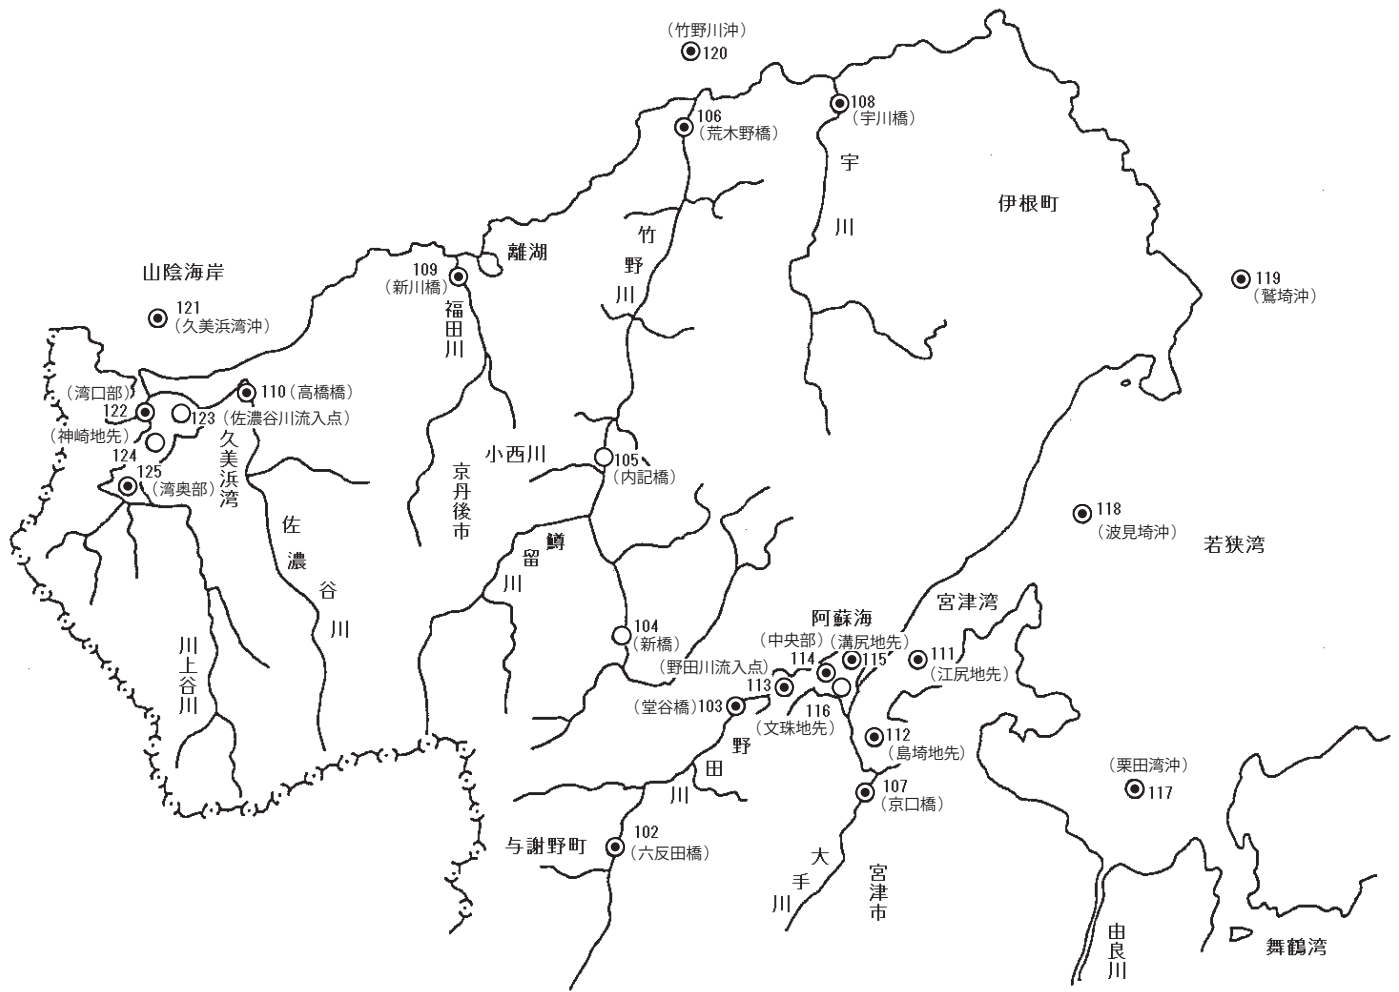 （竹野川沖）
120
106
（荒木野橋）
108
（宇川橋）
宇川
伊根町
竹野川
離湖
山陰海岸
121
（久美浜湾沖）
109
（新川橋）
福田川
119
（鷲埼沖）
（湾口部）
122
110（高橋橋）
123（佐濃谷川流入点）
（神崎地先）
124
125
（湾奥部）
久美浜湾
小西川
105
（内記橋）
京丹後市
佐濃谷川
鱒留川
118
（波見埼沖）
若狭湾
川上谷川
104
（新橋）
阿蘇海
宮津湾
（中央部）
（溝尻地先）
（野田川流入点）
114
115
111
（江尻地先）
113
（堂谷橋）103
116
（文珠地先）
112
（島埼地先）
野田川
107
（京口橋）
（栗田湾沖）
117
与謝野町
102
（六反田橋）
大手川
宮津市
由良川
舞鶴湾